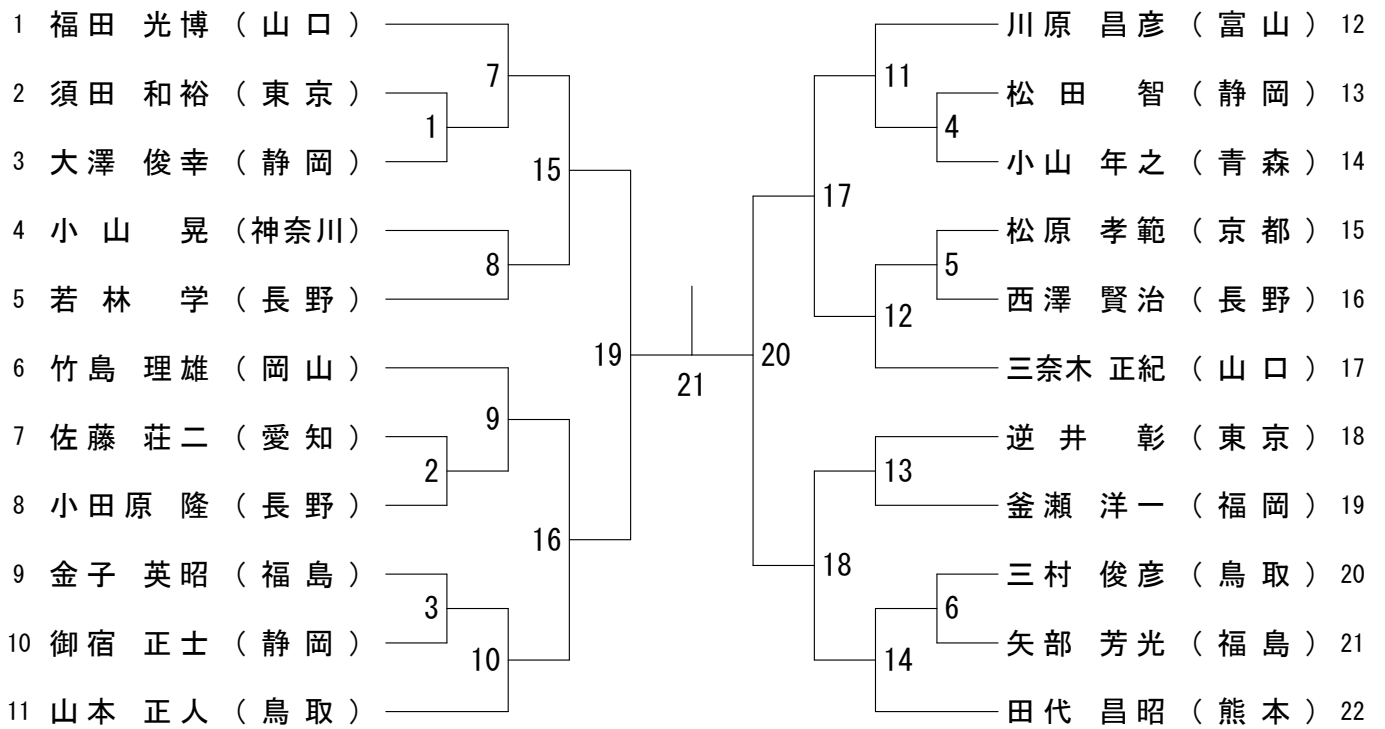 1 福田 光博 ( 山口 )
2 須田 和裕 ( 東京 )
3 大澤 俊幸 ( 静岡 )
4 小山 晃 (神奈川)
5 若林 学 ( 長野 )
6 竹島 理雄 ( 岡山 )
7 佐藤 荘二 ( 愛知 )
8 小田原 隆 ( 長野 )
9 金子 英昭 ( 福島 )
10 御宿 正士 ( 静岡 )
11 山本 正人 ( 鳥取 )
7
1
15
8
19
9
2
16
3
10
21
20
11
4
17
5
12
13
18
6
14
川原 昌彦 ( 富山 ) 12
松田 智 ( 静岡 ) 13
小山 年之 ( 青森 ) 14
松原 孝範 ( 京都 ) 15
西澤 賢治 ( 長野 ) 16
三奈木 正紀 ( 山口 ) 17
逆井 彰 ( 東京 ) 18
釜瀬 洋一 ( 福岡 ) 19
三村 俊彦 ( 鳥取 ) 20
矢部 芳光 ( 福島 ) 21
田代 昌昭 ( 熊本 ) 22